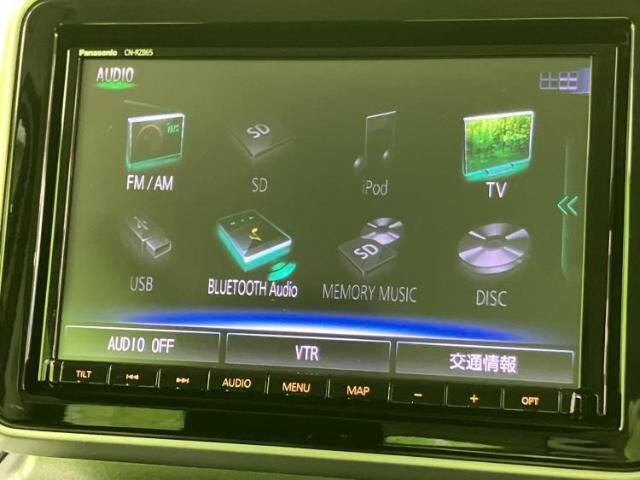 Panasonic CN-RZ865
AUDIO
FM/AM SD iPod TV
USB BLUETOOTH Audio MEMORY MUSIC DISC
AUDIO OFF VTR 交通情報
TILT AUDIO MENU MAP − + OPT